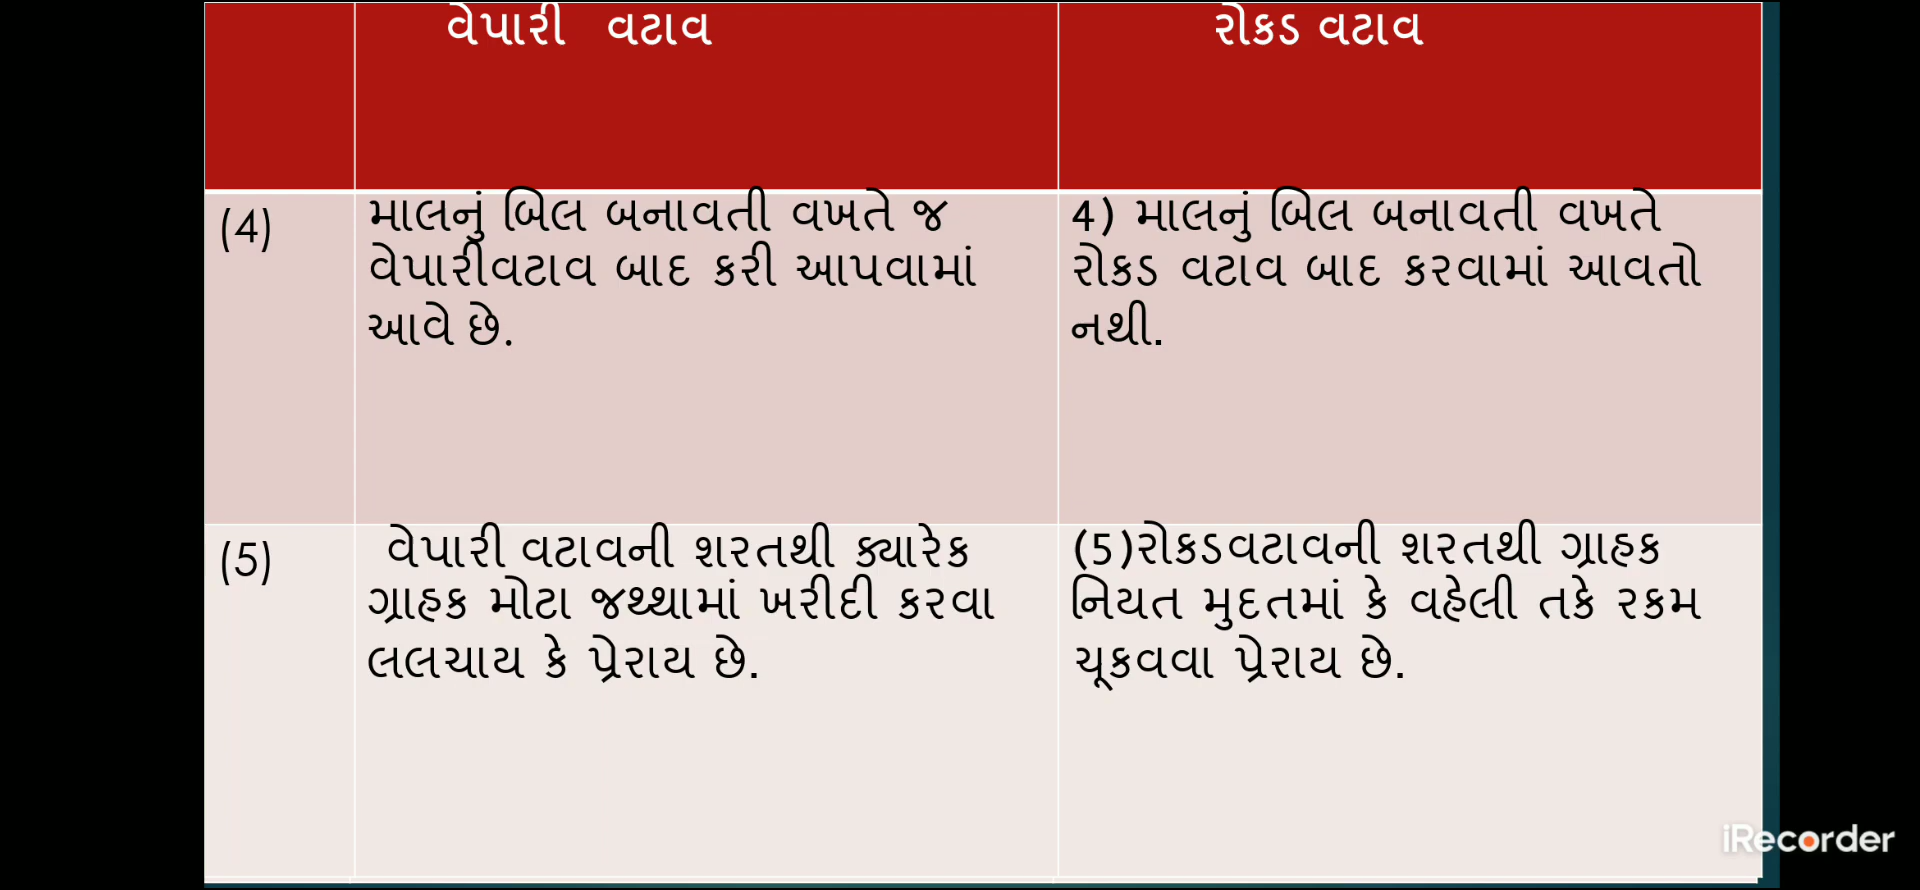 વેપારી વટાવ
રોકડ વટાવ
(4)
માલનું બિલ બનાવતી વખતે જ
વેપારીવટાવ બાદ કરી આપવામાં
આવે છે.
4) માલનું બિલ બનાવતી વખતે
રોકડ વટાવ બાદ કરવામાં આવતો
નથી.
(5)
વેપારી વટાવની શરતથી ક્યારેક
ગ્રાહક મોટા જથ્થામાં ખરીદી કરવા
લલચાય કે પ્રેરાય છે.
(5)રોકડવટાવની શરતથી ગ્રાહક
નિયત મુદતમાં કે વહેલી તકે રકમ
ચૂકવવા પ્રેરાય છે.
iRecorder